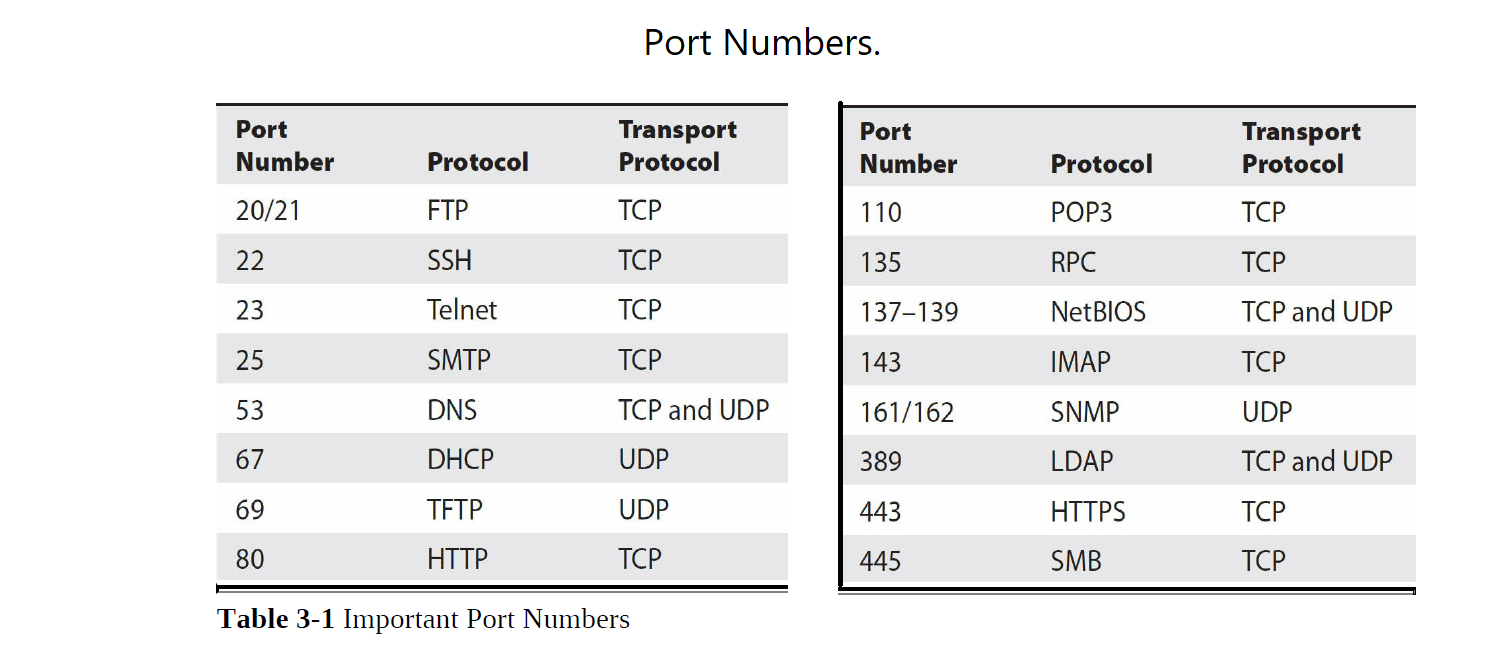 Port Numbers.
Port Number Protocol Transport Protocol
20/21 FTP TCP
22 SSH TCP
23 Telnet TCP
25 SMTP TCP
53 DNS TCP and UDP
67 DHCP UDP
69 TFTP UDP
80 HTTP TCP
Table 3-1 Important Port Numbers
Port Number Protocol Transport Protocol
110 POP3 TCP
135 RPC TCP
137–139 NetBIOS TCP and UDP
143 IMAP TCP
161/162 SNMP UDP
389 LDAP TCP and UDP
443 HTTPS TCP
445 SMB TCP